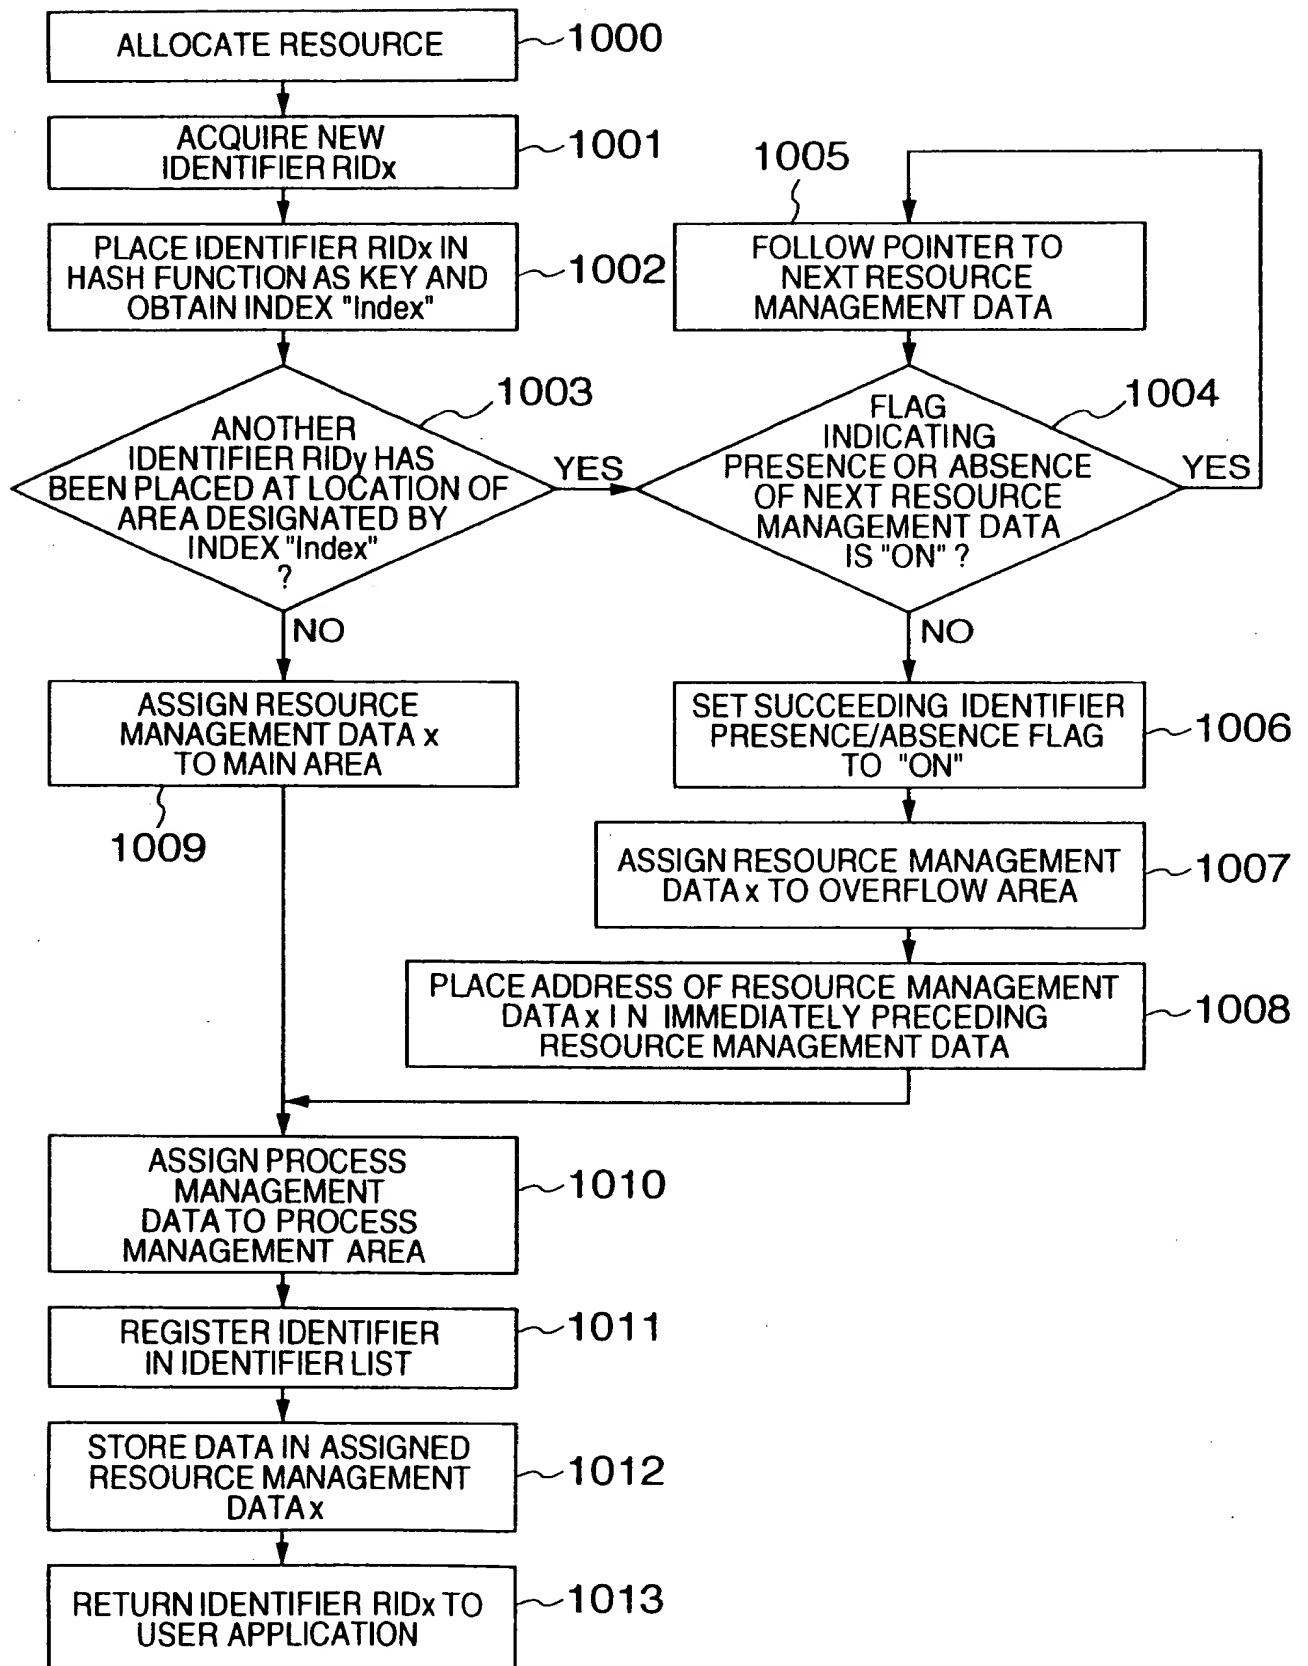 ALLOCATE RESOURCE
1000
ACQUIRE NEW
IDENTIFIER RIDx
1001
PLACE IDENTIFIER RIDx IN
HASH FUNCTION AS KEY AND
OBTAIN INDEX "Index"
1002
1003
ANOTHER
IDENTIFIER RIDy HAS
BEEN PLACED AT LOCATION OF
AREA DESIGNATED BY
INDEX "Index"
?
YES
NO
1005
FOLLOW POINTER TO
NEXT RESOURCE
MANAGEMENT DATA
1004
FLAG
INDICATING
PRESENCE OR ABSENCE
OF NEXT RESOURCE
MANAGEMENT DATA
IS "ON" ?
YES
NO
ASSIGN RESOURCE
MANAGEMENT DATA x
TO MAIN AREA
1009
SET SUCCEEDING IDENTIFIER
PRESENCE/ABSENCE FLAG
TO "ON"
1006
ASSIGN RESOURCE MANAGEMENT
DATA x TO OVERFLOW AREA
1007
PLACE ADDRESS OF RESOURCE MANAGEMENT
DATA x I N IMMEDIATELY PRECEDING
RESOURCE MANAGEMENT DATA
1008
ASSIGN PROCESS
MANAGEMENT
DATA TO PROCESS
MANAGEMENT AREA
1010
REGISTER IDENTIFIER
IN IDENTIFIER LIST
1011
STORE DATA IN ASSIGNED
RESOURCE MANAGEMENT
DATA x
1012
RETURN IDENTIFIER RIDx TO
USER APPLICATION
1013